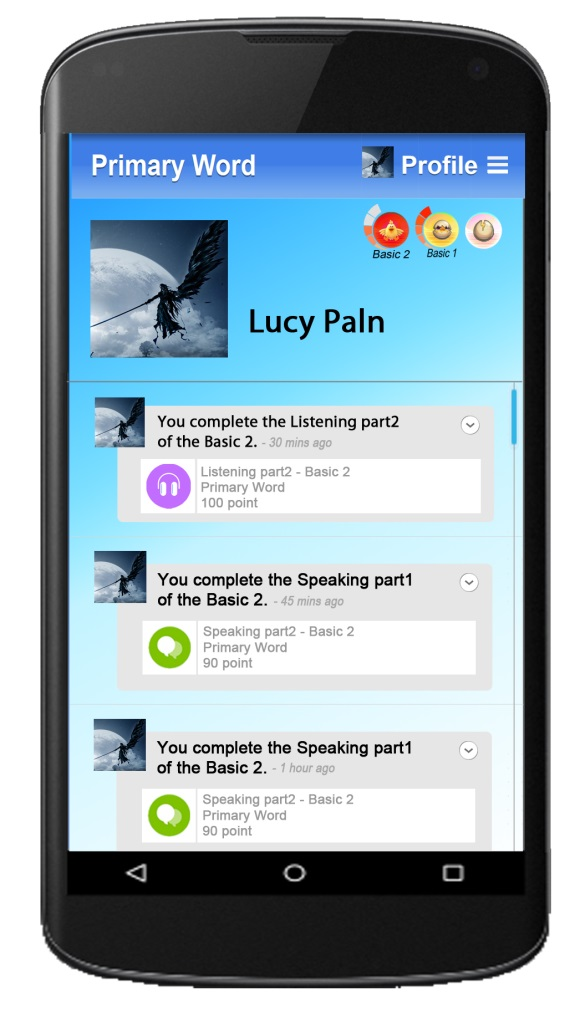 Primary Word
Profile
Basic 2
Basic 1
Lucy Paln
You complete the Listening part2
of the Basic 2. - 30 mins ago
Listening part2 - Basic 2
Primary Word
100 point
You complete the Speaking part1
of the Basic 2. - 45 mins ago
Speaking part2 - Basic 2
Primary Word
90 point
You complete the Speaking part1
of the Basic 2. - 1 hour ago
Speaking part2 - Basic 2
Primary Word
90 point